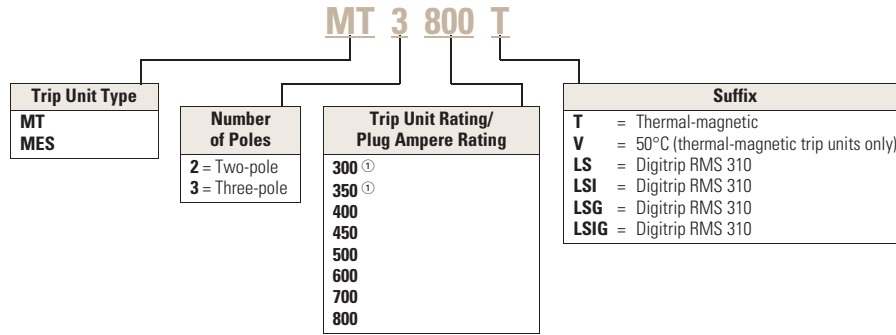 MT 3 800 T
Trip Unit Type
MT
MES
Number
of Poles
2 = Two-pole
3 = Three-pole
Trip Unit Rating/
Plug Ampere Rating
300 ①
350 ①
400
450
500
600
700
800
Suffix
T = Thermal-magnetic
V = 50°C (thermal-magnetic trip units only)
LS = Digitrip RMS 310
LSI = Digitrip RMS 310
LSG = Digitrip RMS 310
LSIG = Digitrip RMS 310